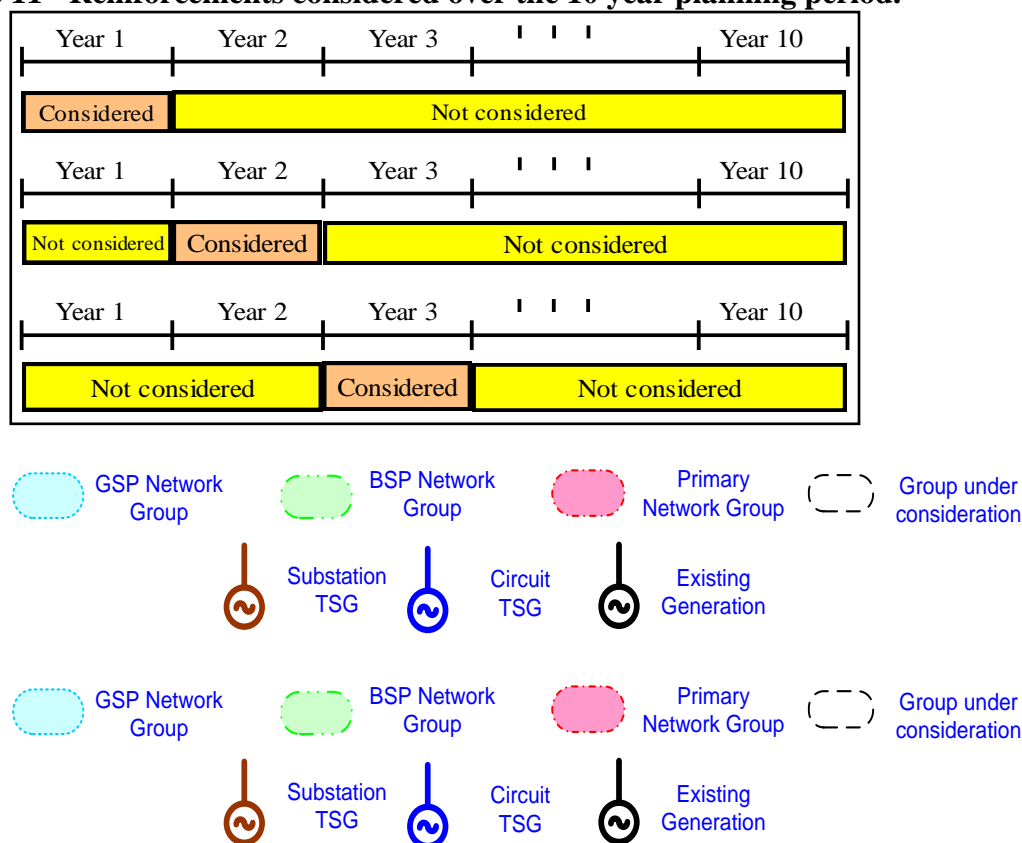 11 Reinforcements considered over the 10 year planning period.
Year 1 Year 2 Year 3 Year 10
Considered Not considered
Year 1 Year 2 Year 3 Year 10
Not considered Considered Not considered
Year 1 Year 2 Year 3 Year 10
Not considered Considered Not considered
GSP Network
Group
BSP Network
Group
Primary
Network Group
Group under
consideration
Substation
TSG
Circuit
TSG
Existing
Generation
GSP Network
Group
BSP Network
Group
Primary
Network Group
Group under
consideration
Substation
TSG
Circuit
TSG
Existing
Generation